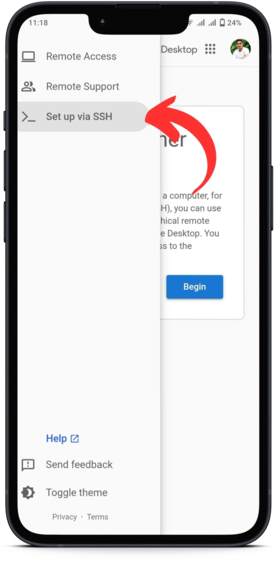 11:18
24%
Remote Access
Desktop
Remote Support
Set up via SSH
ner
a computer, for
H), you can use
hical remote
e Desktop. You
ss to the
Begin
Help
Send feedback
Toggle theme
Privacy · Terms